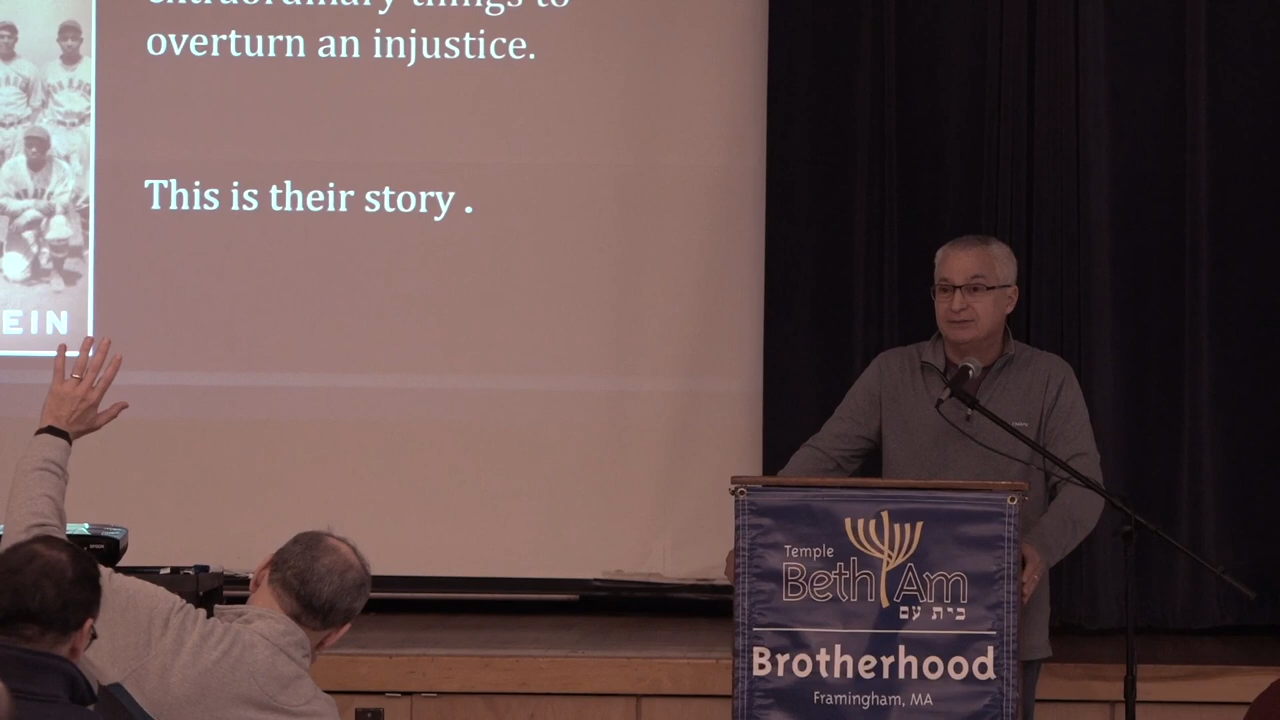 overturn an injustice.
This is their story .
EIN
Temple
Beth Am
בית עם
Brotherhood
Framingham, MA